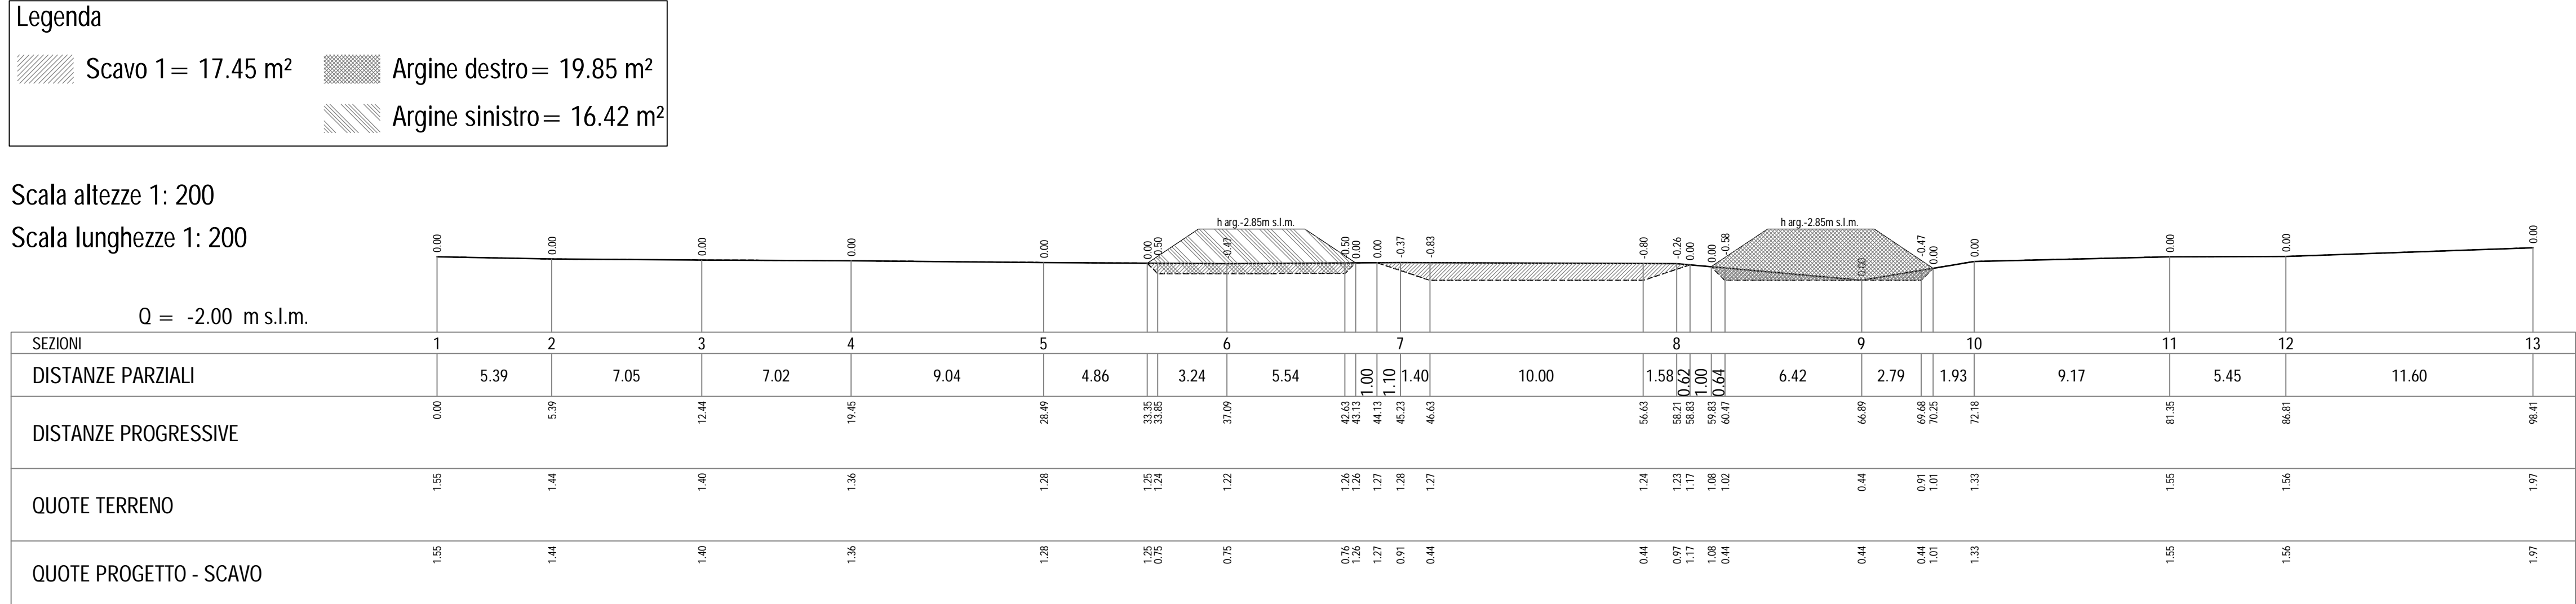 Legenda
Scavo 1= 17.45 m² Argine destro= 19.85 m²
Argine sinistro= 16.42 m²
Scala altezze 1: 200
Scala lunghezze 1: 200
h arg.-2.85m s.l.m. h arg.-2.85m s.l.m.
0.00 0.00 0.00 0.00 0.00 0.00 -0.50 -0.47 -0.50 0.00 0.00 -0.37 -0.83 -0.80 -0.26 0.00 0.00 -0.58 0.00 -0.47 0.00 0.00 0.00 0.00 0.00
Q = -2.00 m s.l.m.
SEZIONI 1 2 3 4 5 6 7 8 9 10 11 12 13
DISTANZE PARZIALI 5.39 7.05 7.02 9.04 4.86 3.24 5.54 1.00 1.10 1.40 10.00 1.58 0.62 1.00 0.64 6.42 2.79 1.93 9.17 5.45 11.60
DISTANZE PROGRESSIVE 0.00 5.39 12.44 19.45 28.49 33.35 33.85 37.09 42.63 43.13 44.13 45.23 46.63 56.63 58.21 58.83 59.83 60.47 66.89 69.68 70.25 72.18 81.35 86.81 98.41
QUOTE TERRENO 1.55 1.44 1.40 1.36 1.28 1.25 1.24 1.22 1.26 1.26 1.27 1.28 1.27 1.24 1.23 1.17 1.08 1.02 0.44 0.91 1.01 1.33 1.55 1.56 1.97
QUOTE PROGETTO - SCAVO 1.55 1.44 1.40 1.36 1.28 1.25 0.75 0.75 0.76 1.26 1.27 0.91 0.44 0.44 0.97 1.17 1.08 0.44 0.44 0.44 1.01 1.33 1.55 1.56 1.97